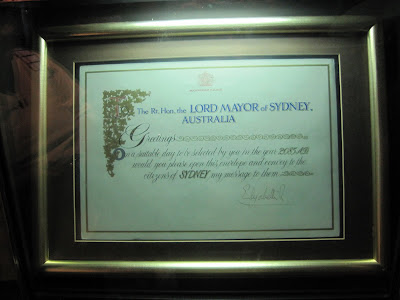 The Rt. Hon. the LORD MAYOR of SYDNEY,
AUSTRALIA
Greetings
On a suitable day to be selected by you in the year 2085 A.D
would you please open this envelope and convey to the
citizens of SYDNEY my message to them
Elizabeth R